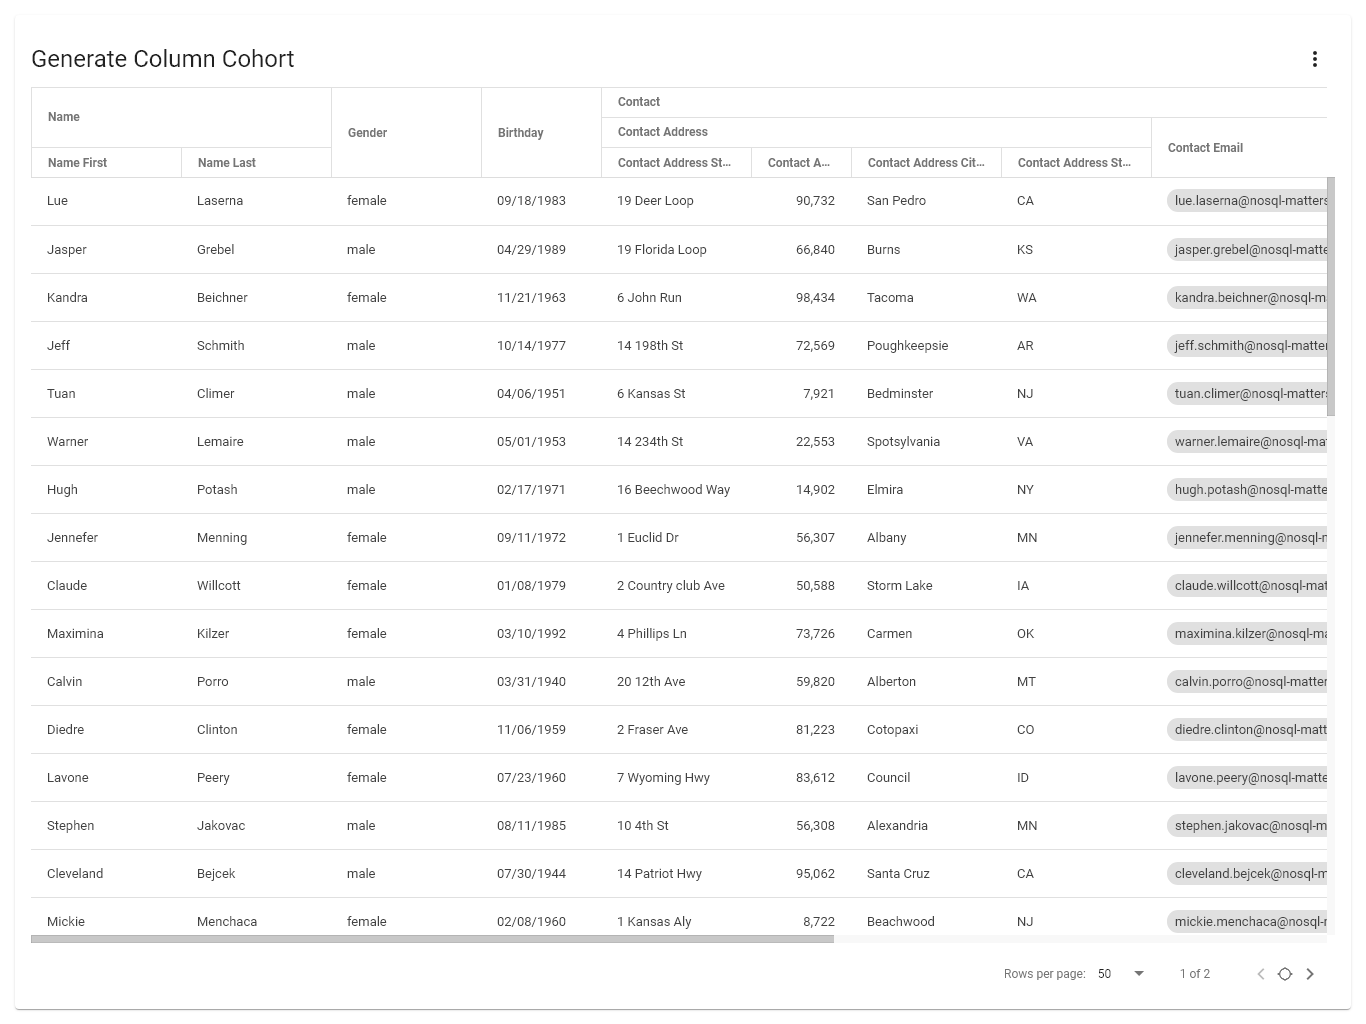 Generate Column Cohort
Name Gender Birthday Contact
Contact Address Contact Email
Name First Name Last Contact Address St... Contact A... Contact Address Cit... Contact Address St...
Lue Laserna female 09/18/1983 19 Deer Loop 90,732 San Pedro CA lue.laserna@nosql-matters
Jasper Grebel male 04/29/1989 19 Florida Loop 66,840 Burns KS jasper.grebel@nosql-matte
Kandra Beichner female 11/21/1963 6 John Run 98,434 Tacoma WA kandra.beichner@nosql-m
Jeff Schmith male 10/14/1977 14 198th St 72,569 Poughkeepsie AR jeff.schmith@nosql-matter
Tuan Climer male 04/06/1951 6 Kansas St 7,921 Bedminster NJ tuan.climer@nosql-matters
Warner Lemaire male 05/01/1953 14 234th St 22,553 Spotsylvania VA warner.lemaire@nosql-mat
Hugh Potash male 02/17/1971 16 Beechwood Way 14,902 Elmira NY hugh.potash@nosql-matte
Jennefer Menning female 09/11/1972 1 Euclid Dr 56,307 Albany MN jennefer.menning@nosql-m
Claude Willcott female 01/08/1979 2 Country club Ave 50,588 Storm Lake IA claude.willcott@nosql-mat
Maximina Kilzer female 03/10/1992 4 Phillips Ln 73,726 Carmen OK maximina.kilzer@nosql-ma
Calvin Porro male 03/31/1940 20 12th Ave 59,820 Alberton MT calvin.porro@nosql-matter
Diedre Clinton female 11/06/1959 2 Fraser Ave 81,223 Cotopaxi CO diedre.clinton@nosql-matt
Lavone Peery female 07/23/1960 7 Wyoming Hwy 83,612 Council ID lavone.peery@nosql-matte
Stephen Jakovac male 08/11/1985 10 4th St 56,308 Alexandria MN stephen.jakovac@nosql-m
Cleveland Bejcek male 07/30/1944 14 Patriot Hwy 95,062 Santa Cruz CA cleveland.bejcek@nosql-m
Mickie Menchaca female 02/08/1960 1 Kansas Aly 8,722 Beachwood NJ mickie.menchaca@nosql-r
Rows per page: 50 1 of 2